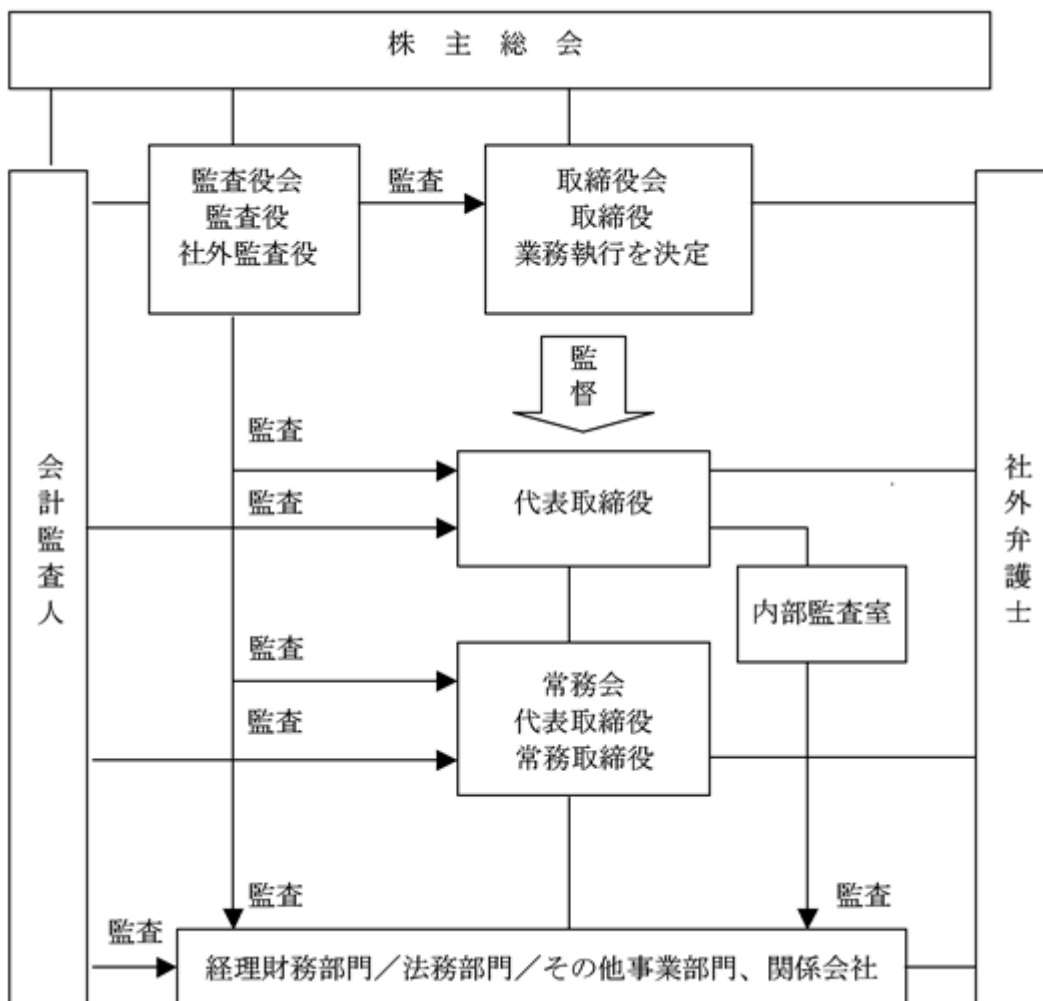 株主総会
監査役会
監査役
社外監査役
監査
取締役会
取締役
業務執行を決定
監督
会計監査人
社外弁護士
監査
監査
代表取締役
内部監査室
監査
監査
常務会
代表取締役
常務取締役
監査
監査
監査
経理財務部門／法務部門／その他事業部門、関係会社